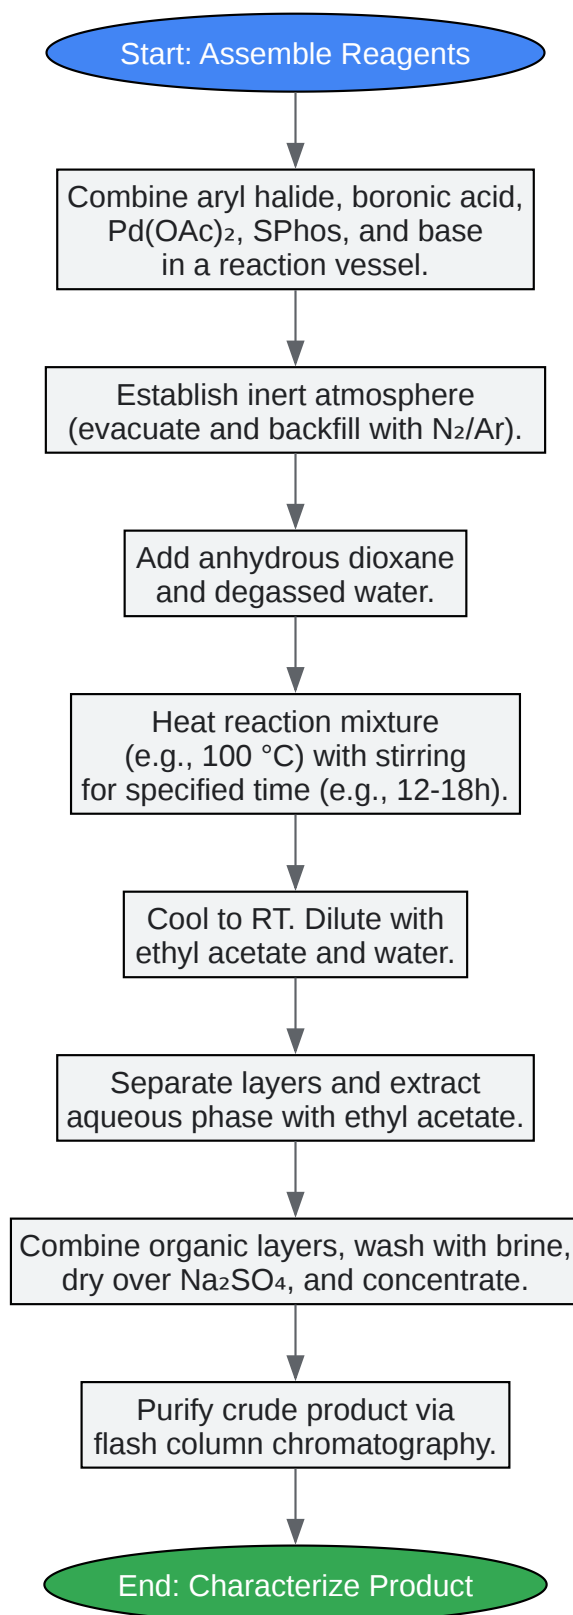 Start: Assemble Reagents
Combine aryl halide, boronic acid,
Pd(OAc)₂, SPhos, and base
in a reaction vessel.
Establish inert atmosphere
(evacuate and backfill with N₂/Ar).
Add anhydrous dioxane
and degassed water.
Heat reaction mixture
(e.g., 100 °C) with stirring
for specified time (e.g., 12-18h).
Cool to RT. Dilute with
ethyl acetate and water.
Separate layers and extract
aqueous phase with ethyl acetate.
Combine organic layers, wash with brine,
dry over Na₂SO₄, and concentrate.
Purify crude product via
flash column chromatography.
End: Characterize Product